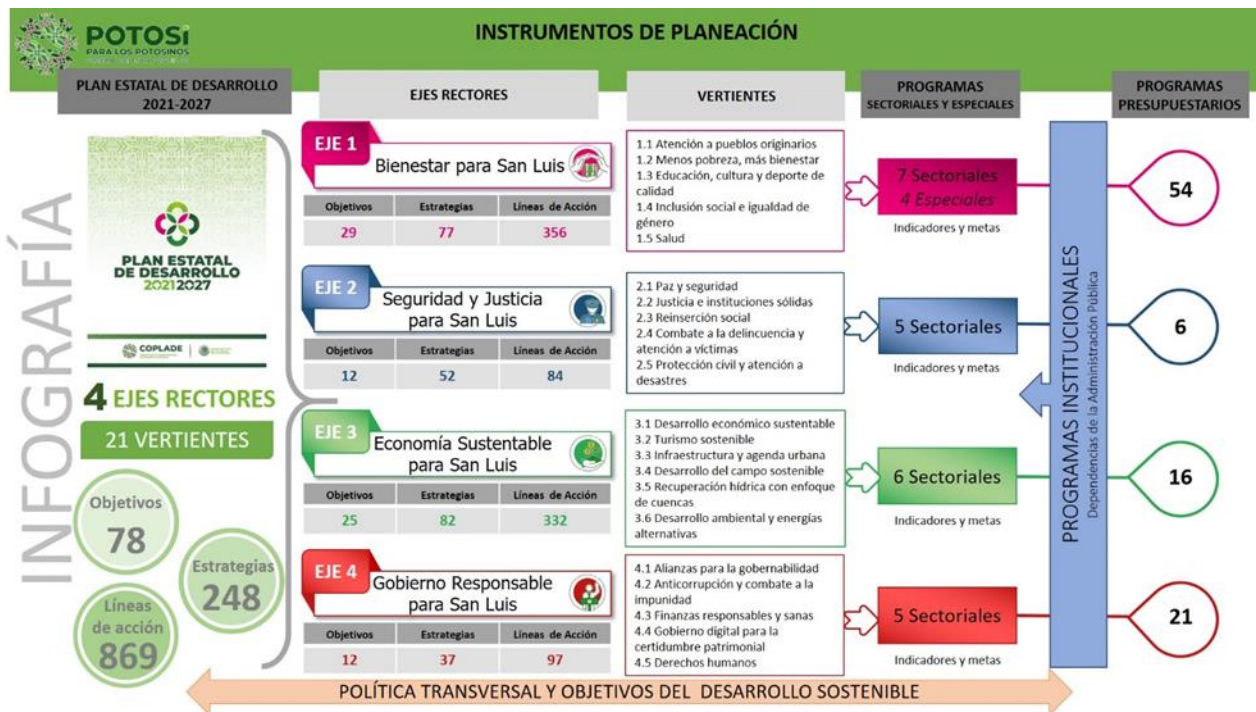 POTOSÍ
PARA LOS POTOSINOS
INSTRUMENTOS DE PLANEACIÓN
PLAN ESTATAL DE DESARROLLO
2021-2027
EJES RECTORES
VERTIENTES
PROGRAMAS
SECTORIALES Y ESPECIALES
PROGRAMAS
PRESUPUESTARIOS
INFOGRAFÍA
PLAN ESTATAL
DE DESARROLLO
2021 2027
COPLADE
4 EJES RECTORES
21 VERTIENTES
Objetivos
78
Estrategias
248
Líneas
de acción
869
EJE 1
Bienestar para San Luis
Objetivos Estrategias Líneas de Acción
29 77 356
1.1 Atención a pueblos originarios
1.2 Menos pobreza, más bienestar
1.3 Educación, cultura y deporte de
calidad
1.4 Inclusión social e igualdad de
género
1.5 Salud
7 Sectoriales
4 Especiales
Indicadores y metas
54
EJE 2
Seguridad y Justicia
para San Luis
Objetivos Estrategias Líneas de Acción
12 52 84
2.1 Paz y seguridad
2.2 Justicia e instituciones sólidas
2.3 Reinserción social
2.4 Combate a la delincuencia y
atención a víctimas
2.5 Protección civil y atención a
desastres
5 Sectoriales
Indicadores y metas
6
EJE 3
Economía Sustentable
para San Luis
Objetivos Estrategias Líneas de Acción
25 82 332
3.1 Desarrollo económico sustentable
3.2 Turismo sostenible
3.3 Infraestructura y agenda urbana
3.4 Desarrollo del campo sostenible
3.5 Recuperación hídrica con enfoque
de cuencas
3.6 Desarrollo ambiental y energías
alternativas
6 Sectoriales
Indicadores y metas
16
EJE 4
Gobierno Responsable
para San Luis
Objetivos Estrategias Líneas de Acción
12 37 97
4.1 Alianzas para la gobernabilidad
4.2 Anticorrupción y combate a la
impunidad
4.3 Finanzas responsables y sanas
4.4 Gobierno digital para la
certidumbre patrimonial
4.5 Derechos humanos
5 Sectoriales
Indicadores y metas
21
PROGRAMAS INSTITUCIONALES
Dependencias de la Administración Pública
POLÍTICA TRANSVERSAL Y OBJETIVOS DEL DESARROLLO SOSTENIBLE